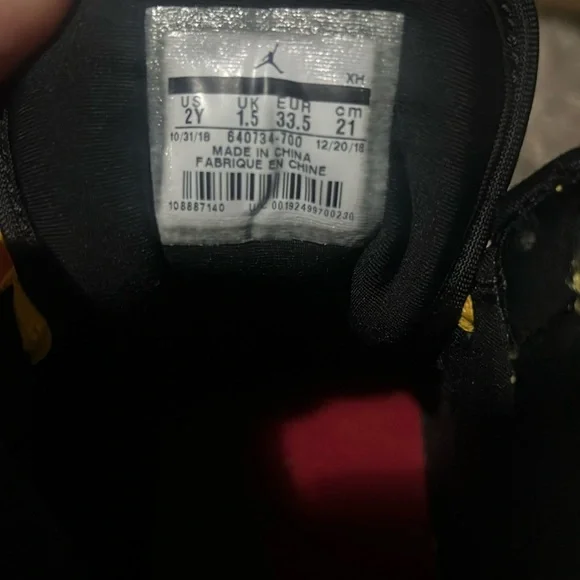 XH
US UK EUR cm
2Y 1.5 33.5 21
10/31/18 640734-700 12/20/18
MADE IN CHINA
FABRIQUE EN CHINE
108887140 00192499700230